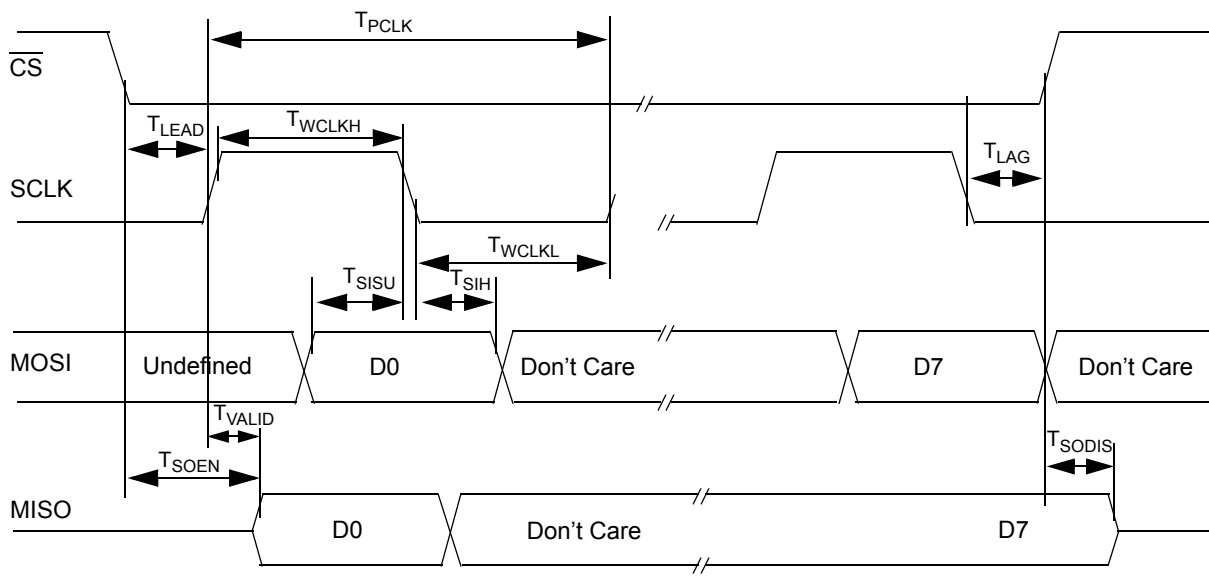 T_PCLK
C̅S̅
T_LEAD T_WCLKH
T_LAG
SCLK
T_WCLKL
T_SISU T_SIH
MOSI Undefined D0 Don't Care D7 Don't Care
T_VALID
T_SODIS
T_SOEN
MISO D0 Don't Care D7